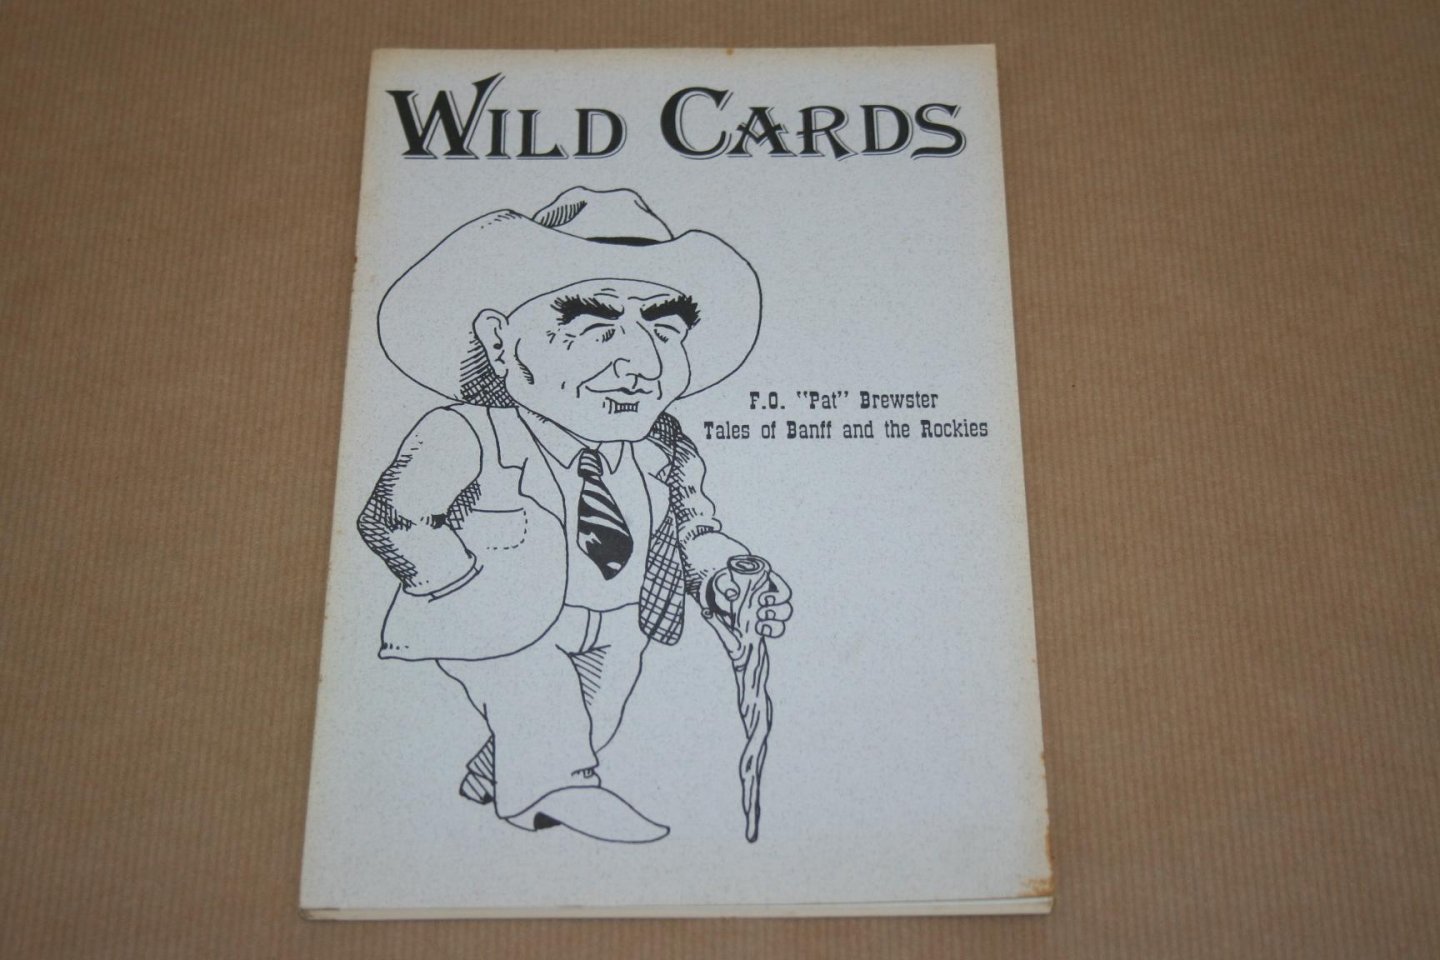 WILD CARDS
F.O. "Pat" Brewster
Tales of Banff and the Rockies